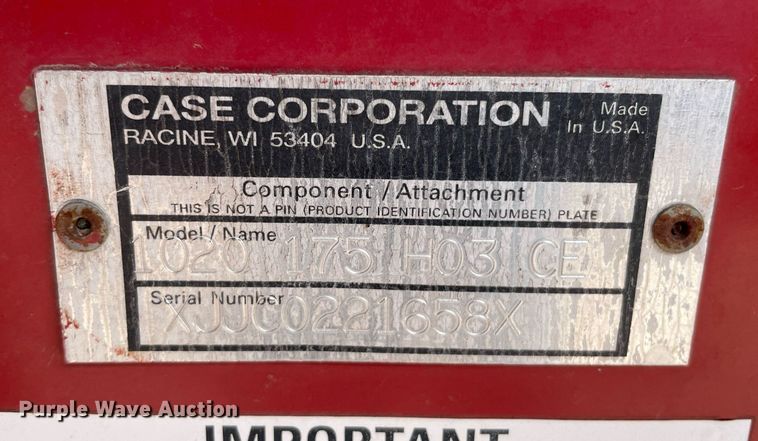 CASE CORPORATION
Made
In U.S.A.
RACINE, WI 53404 U.S.A.
Component / Attachment
THIS IS NOT A PIN (PRODUCT IDENTIFICATION NUMBER) PLATE
Model / Name
1020 175 H03 CE
Serial Number
XJJC0221658X
Purple Wave Auction
IMPORTANT